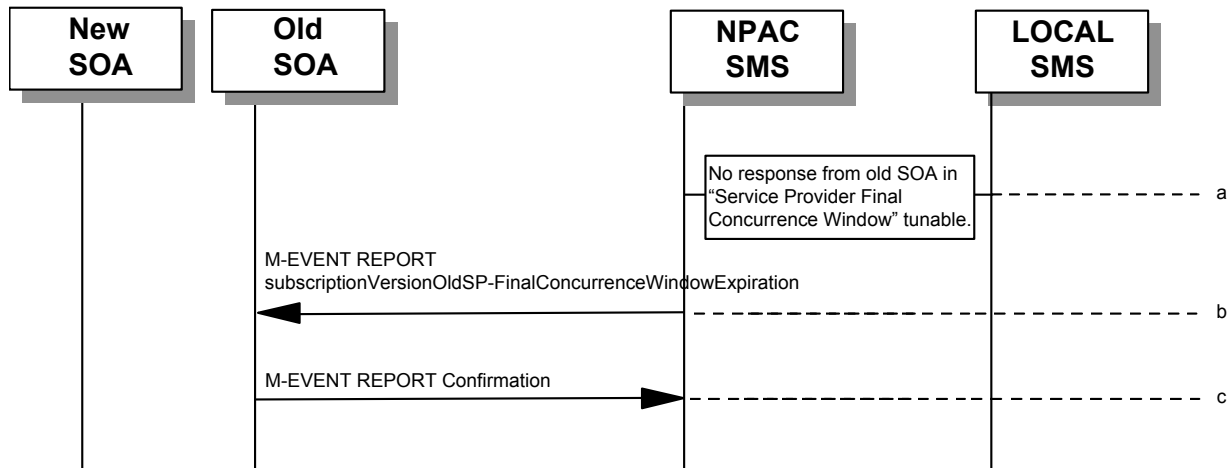 New
SOA
Old
SOA
NPAC
SMS
LOCAL
SMS
No response from old SOA in
“Service Provider Final
Concurrence Window” tunable.
a
M-EVENT REPORT
subscriptionVersionOldSP-FinalConcurrenceWindowExpiration
b
M-EVENT REPORT Confirmation
c